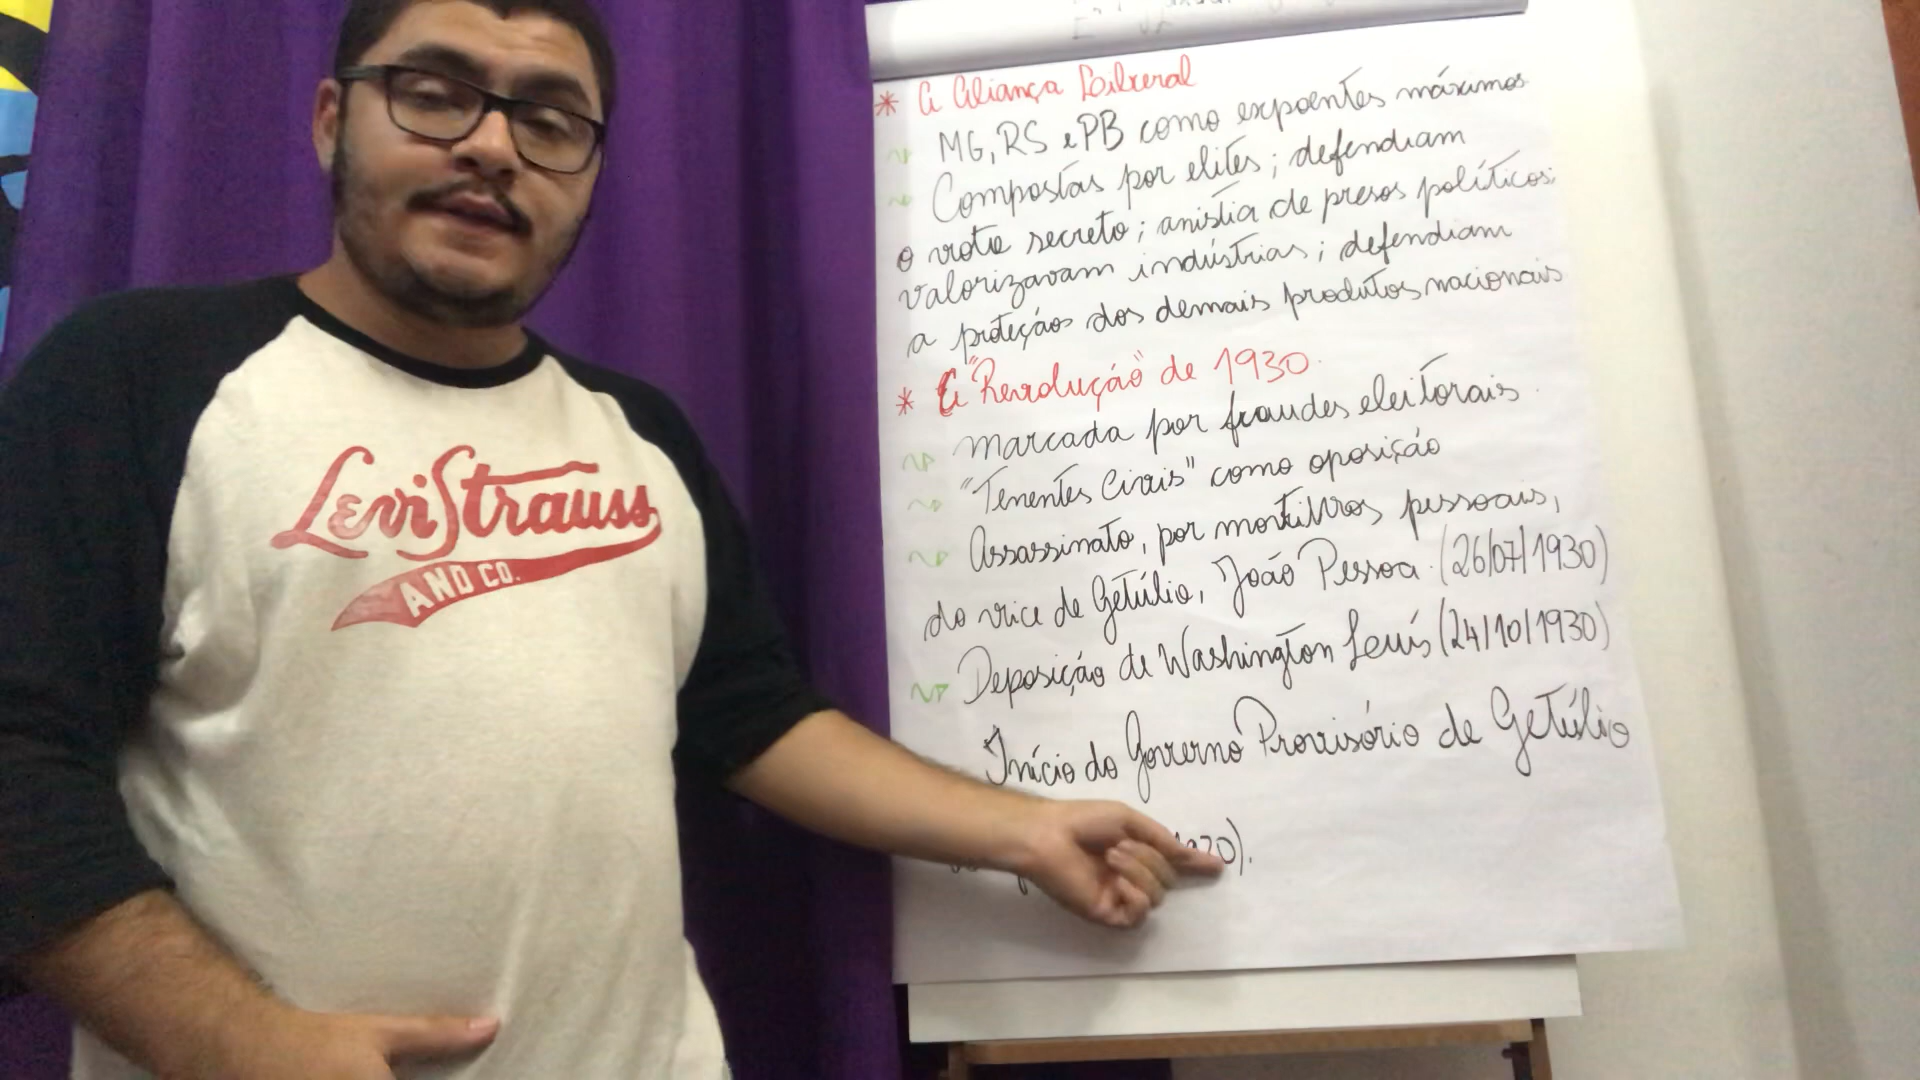 Levi Strauss
AND CO.
* A Aliança Liberal
MG, RS e PB como expoentes máximos
Compostas por elites; defendiam
o voto secreto; anistia de presos políticos;
valorizavam indústrias; defendiam
a proteção dos demais produtos nacionais
* A "Revolução" de 1930.
marcada por fraudes eleitorais.
"Tenentes Civis" como oposição
Assassinato, por motivos pessoais,
do vice de Getúlio, João Pessoa. (26/07/1930)
Deposição de Washington Luís (24/10/1930)
Início do Governo Provisório de Getúlio
1930).